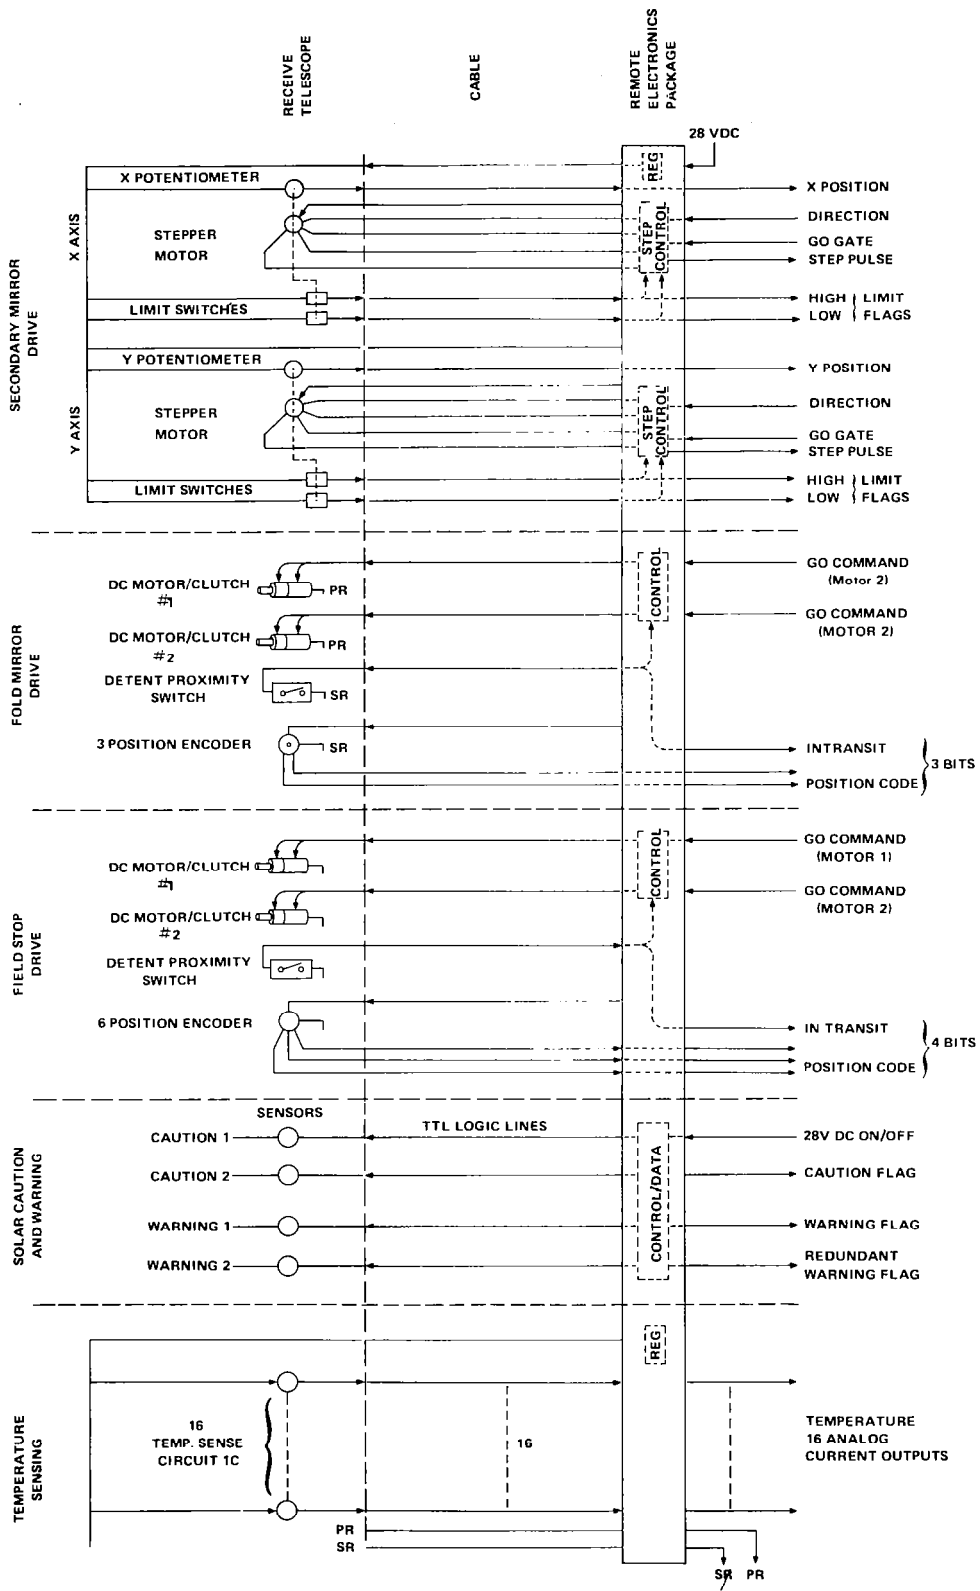 RECEIVE
TELESCOPE
CABLE
REMOTE
ELECTRONICS
PACKAGE
28 VDC
REG
SECONDARY MIRROR
DRIVE
X AXIS
X POTENTIOMETER
X POSITION
STEPPER
MOTOR
STEP
CONTROL
DIRECTION
GO GATE
STEP PULSE
LIMIT SWITCHES
HIGH { LIMIT
LOW { FLAGS
Y AXIS
Y POTENTIOMETER
Y POSITION
STEPPER
MOTOR
STEP
CONTROL
DIRECTION
GO GATE
STEP PULSE
LIMIT SWITCHES
HIGH { LIMIT
LOW { FLAGS
FOLD MIRROR
DRIVE
DC MOTOR/CLUTCH
#1
PR
CONTROL
GO COMMAND
(Motor 2)
DC MOTOR/CLUTCH
#2
PR
GO COMMAND
(MOTOR 2)
DETENT PROXIMITY
SWITCH
SR
3 POSITION ENCODER
SR
INTRANSIT
POSITION CODE
} 3 BITS
FIELD STOP
DRIVE
DC MOTOR/CLUTCH
#1
CONTROL
GO COMMAND
(MOTOR 1)
DC MOTOR/CLUTCH
#2
GO COMMAND
(MOTOR 2)
DETENT PROXIMITY
SWITCH
6 POSITION ENCODER
IN TRANSIT
POSITION CODE
} 4 BITS
SOLAR CAUTION
AND WARNING
SENSORS
CAUTION 1
TTL LOGIC LINES
CONTROL/DATA
28V DC ON/OFF
CAUTION 2
CAUTION FLAG
WARNING 1
WARNING FLAG
WARNING 2
REDUNDANT
WARNING FLAG
TEMPERATURE
SENSING
REG
16
TEMP. SENSE
CIRCUIT 1C
16
TEMPERATURE
16 ANALOG
CURRENT OUTPUTS
PR
SR
SR PR